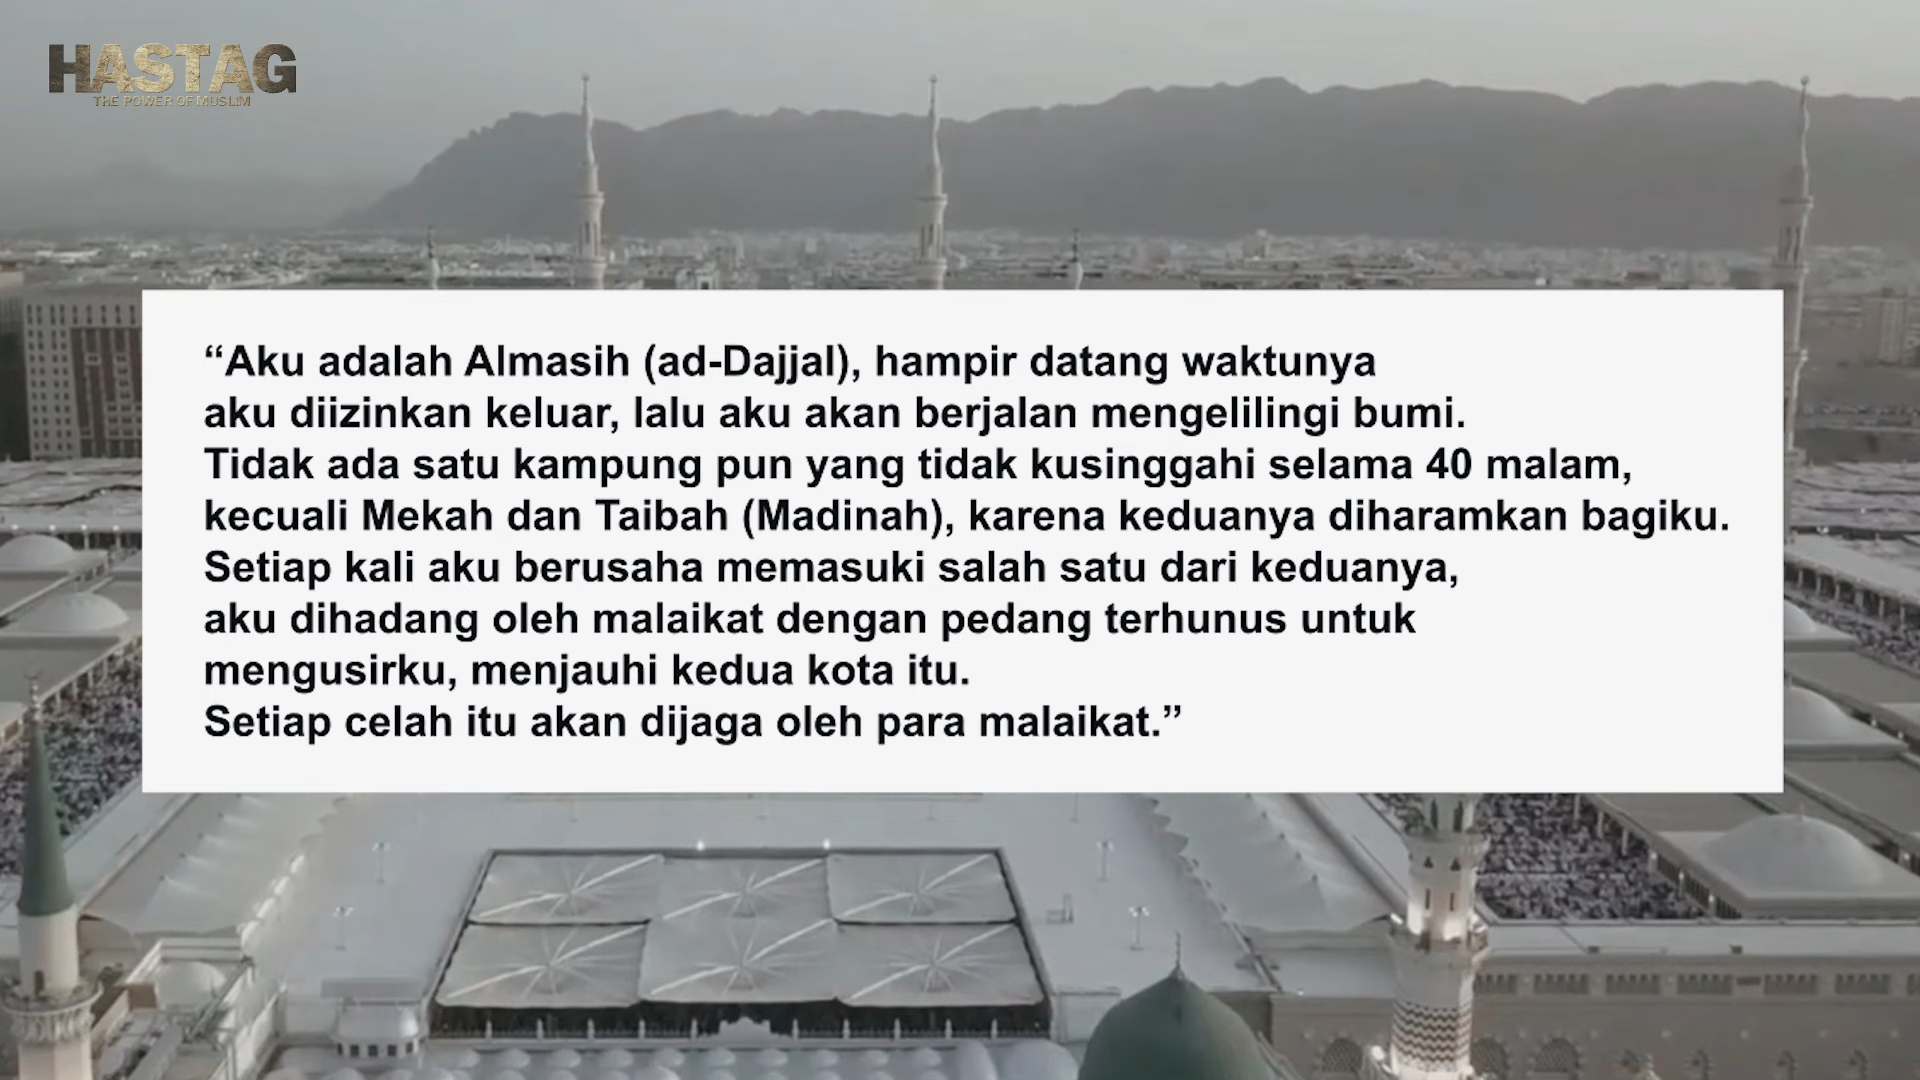 HASTAG
THE POWER OF MUSLIM
“Aku adalah Almasih (ad-Dajjal), hampir datang waktunya
aku diizinkan keluar, lalu aku akan berjalan mengelilingi bumi.
Tidak ada satu kampung pun yang tidak kusinggahi selama 40 malam,
kecuali Mekah dan Taibah (Madinah), karena keduanya diharamkan bagiku.
Setiap kali aku berusaha memasuki salah satu dari keduanya,
aku dihadang oleh malaikat dengan pedang terhunus untuk
mengusirku, menjauhi kedua kota itu.
Setiap celah itu akan dijaga oleh para malaikat.”